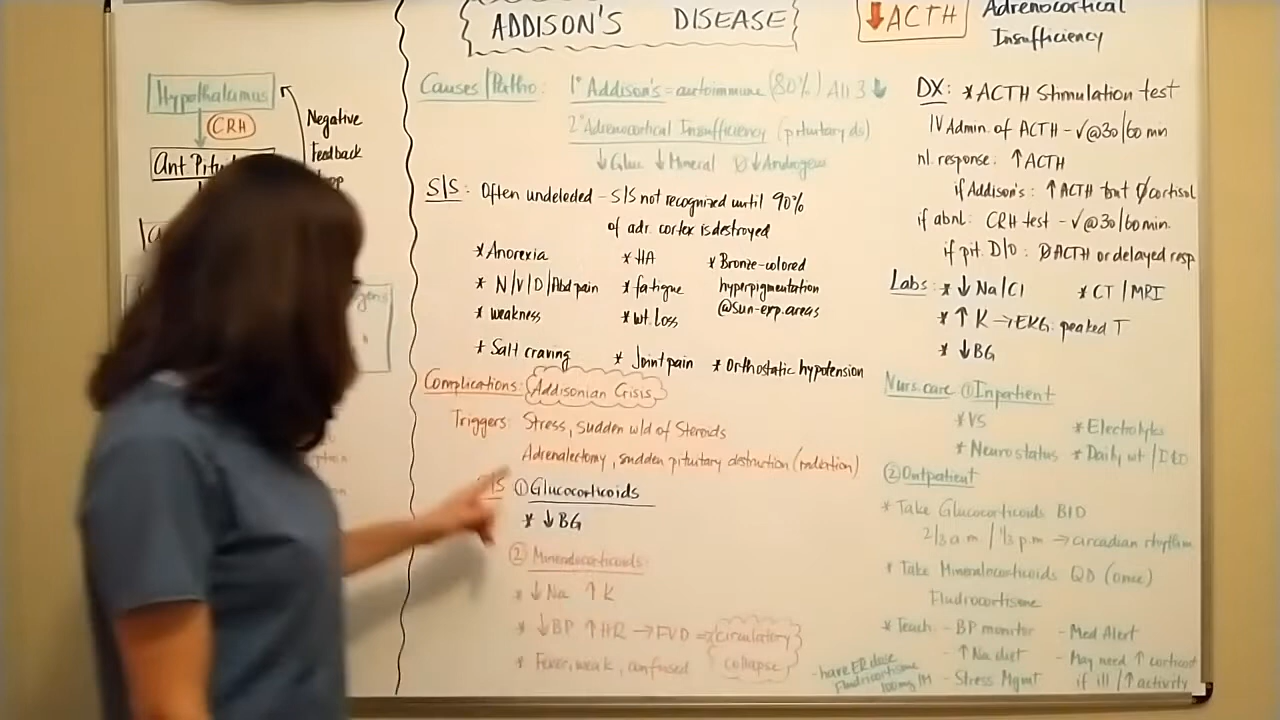 ADDISON'S DISEASE
↓ACTH
Adrenocortical
Insufficiency
Hypothalamus
CRH
Negative
Feedback
Ant Pitu
Causes/Patho: 1° Addison's = autoimmune (80%) All 3 ↓
2° Adrenocortical Insufficiency (pituitary ds)
↓Gluc ↓Mineral Ø↓Androgens
S/S: Often undeleded - S/S not recognized until 90%
of adr. cortex is destroyed
* Anorexia
* N/V/D/Abd pain
* weakness
* Salt craving
* HA
* fatigue
* wt. loss
* Joint pain
* Bronze-colored
hyperpigmentation
@Sun-exp. areas
* Orthostatic hypotension
Complications: Addisonian Crisis
Triggers: Stress, sudden w/d of Steroids
Adrenalectomy, sudden pituitary destruction
S/S ① Glucocorticoids
* ↓BG
② Mineralocorticoids
* ↓Na ↑K
* ↓BP ↑HR → FVD ⇒ circulatory
collapse
* Fever, weak, confused
DX: * ACTH Stimulation test
IV Admin. of ACTH - √@30/60 min
nl. response: ↑ACTH
if Addison's: ↑ACTH but Ø cortisol
if abnl: CRH test - √@30/60 min.
if pit. D/O: ØACTH or delayed resp
Labs: * ↓Na/Cl * CT/MRI
* ↑K → EKG: peaked T
* ↓BG
Nurs. care ① Inpatient
* VS * Electrolytes
* Neurostatus * Daily wt/I&O
② Outpatient
* Take Glucocorticoids BID
2/3 a.m. / 1/3 p.m → circadian rhythm
* Take Mineralocorticoids QD (once)
Fludrocortisone
* Teach: - BP monitor - Med Alert
- ↑Na diet - May need ↑ corticost
- Stress Mgmt if ill/↑activity
- have ER dose
Fludrocortisone
100mg IM